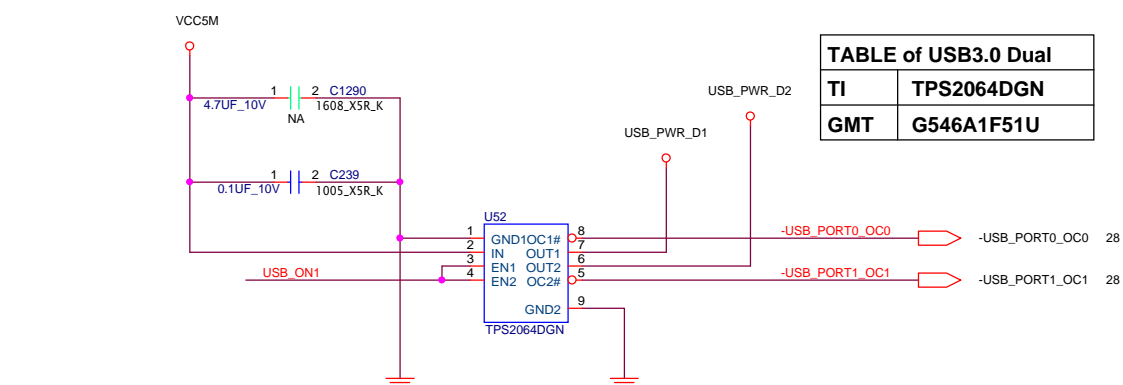 VCC5M
TABLE of USB3.0 Dual
TI TPS2064DGN
GMT G546A1F51U
1 2 C1290
4.7UF_10V 1608_X5R_K
NA
USB_PWR_D2
USB_PWR_D1
1 2 C239
0.1UF_10V 1005_X5R_K
U52
1 GND1 OC1# 8
2 IN OUT1 7
3 EN1 OUT2 6
4 EN2 OC2# 5
GND2 9
TPS2064DGN
USB_ON1
-USB_PORT0_OC0 -USB_PORT0_OC0 28
-USB_PORT1_OC1 -USB_PORT1_OC1 28